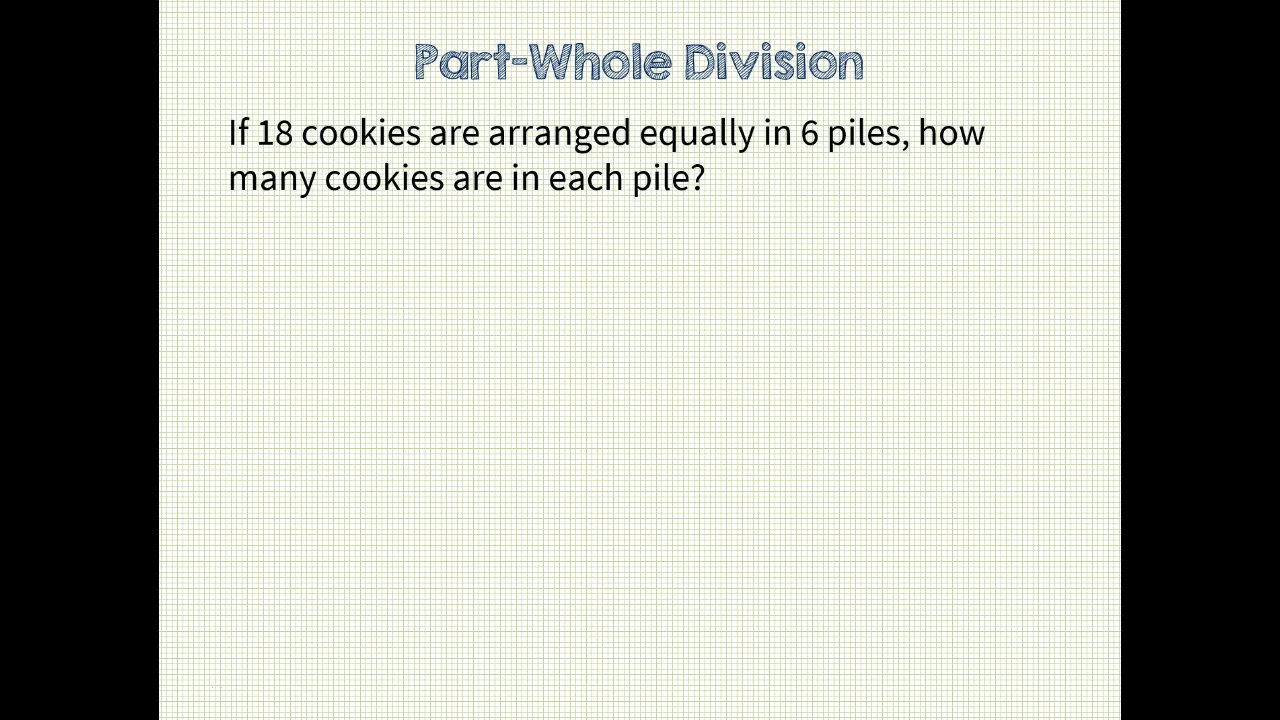 Part-Whole Division
If 18 cookies are arranged equally in 6 piles, how
many cookies are in each pile?